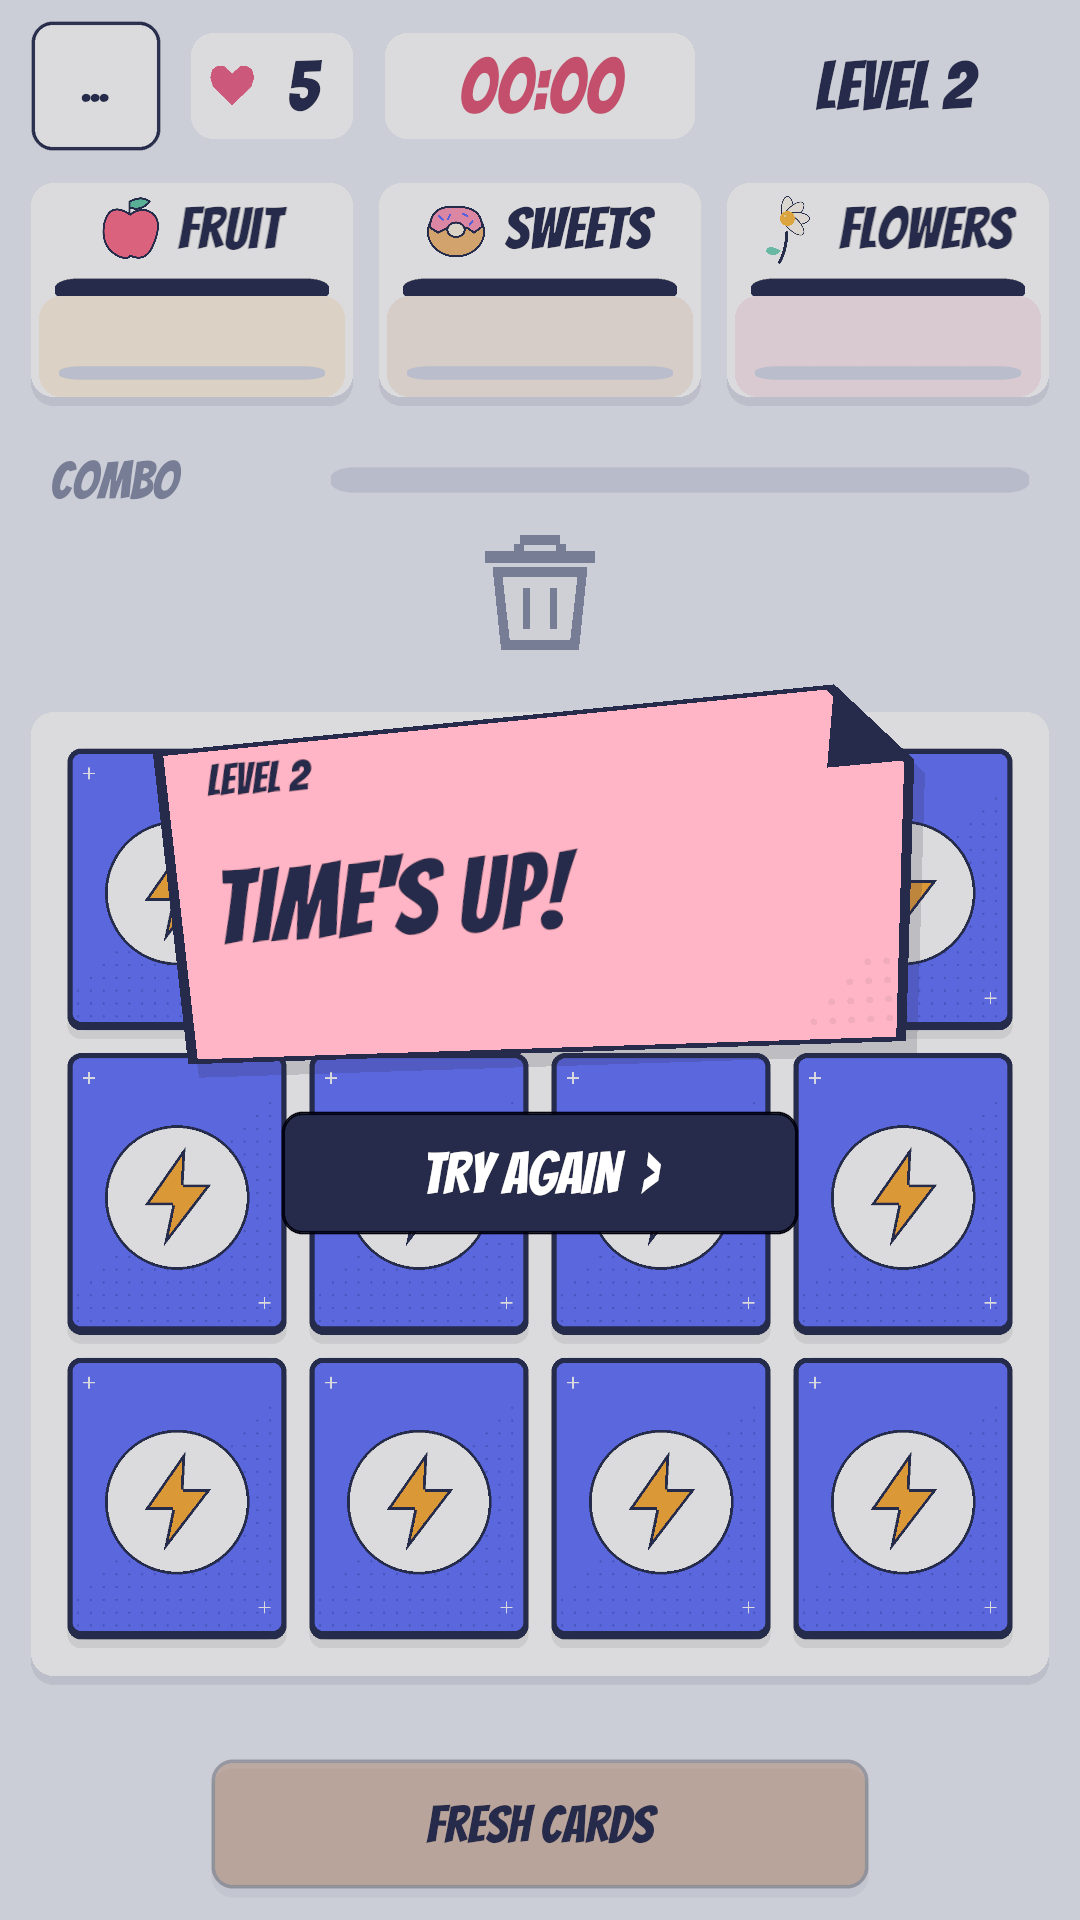 ...
5
00:00
LEVEL 2
FRUIT
SWEETS
FLOWERS
COMBO
LEVEL 2
TIME'S UP!
TRY AGAIN >
FRESH CARDS